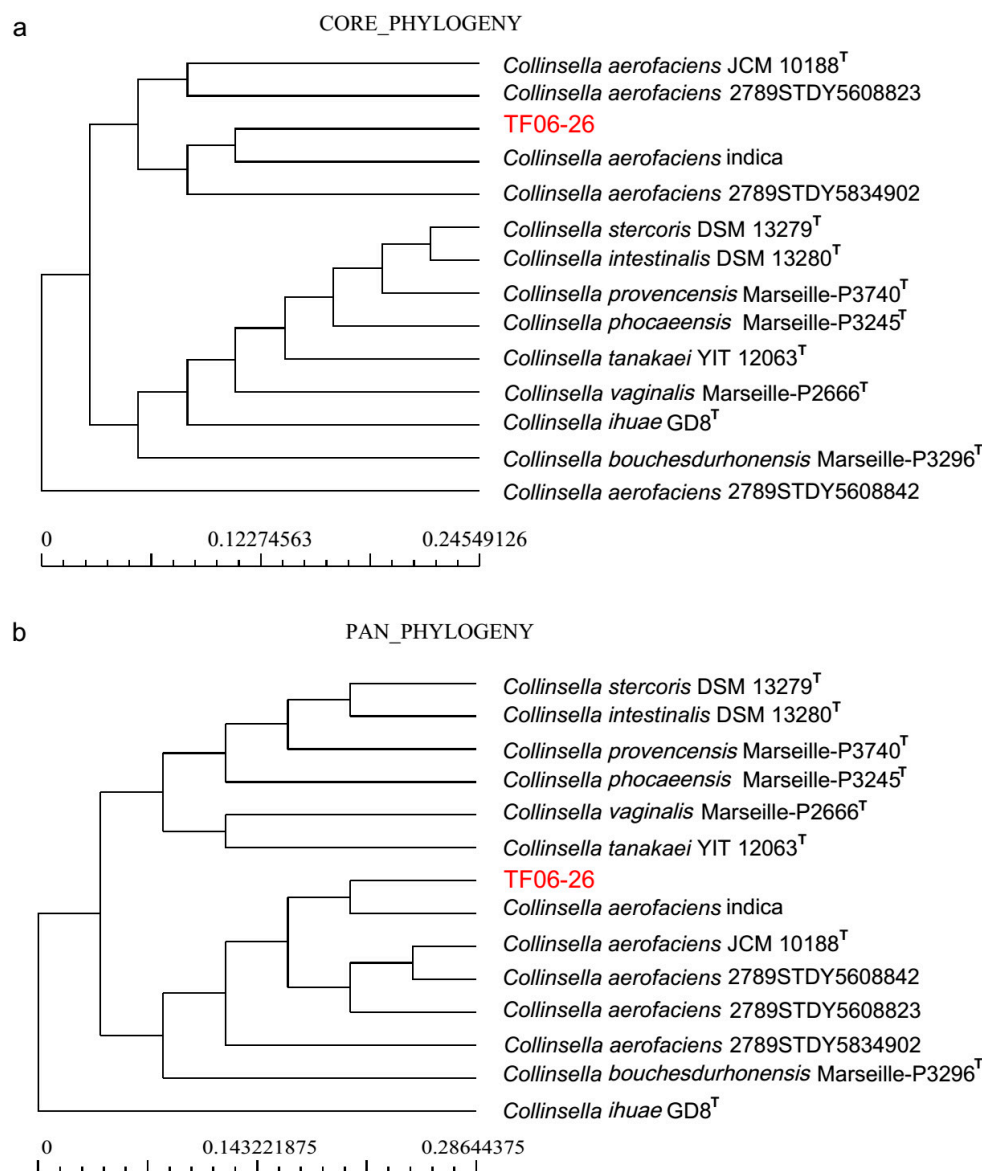 a
CORE_PHYLOGENY
Collinsella aerofaciens JCM 10188T
Collinsella aerofaciens 2789STDY5608823
TF06-26
Collinsella aerofaciens indica
Collinsella aerofaciens 2789STDY5834902
Collinsella stercoris DSM 13279T
Collinsella intestinalis DSM 13280T
Collinsella provencensis Marseille-P3740T
Collinsella phocaeensis Marseille-P3245T
Collinsella tanakaei YIT 12063T
Collinsella vaginalis Marseille-P2666T
Collinsella ihuae GD8T
Collinsella bouchesdurhonensis Marseille-P3296T
Collinsella aerofaciens 2789STDY5608842
0 0.12274563 0.24549126
b
PAN_PHYLOGENY
Collinsella stercoris DSM 13279T
Collinsella intestinalis DSM 13280T
Collinsella provencensis Marseille-P3740T
Collinsella phocaeensis Marseille-P3245T
Collinsella vaginalis Marseille-P2666T
Collinsella tanakaei YIT 12063T
TF06-26
Collinsella aerofaciens indica
Collinsella aerofaciens JCM 10188T
Collinsella aerofaciens 2789STDY5608842
Collinsella aerofaciens 2789STDY5608823
Collinsella aerofaciens 2789STDY5834902
Collinsella bouchesdurhonensis Marseille-P3296T
Collinsella ihuae GD8T
0 0.143221875 0.28644375